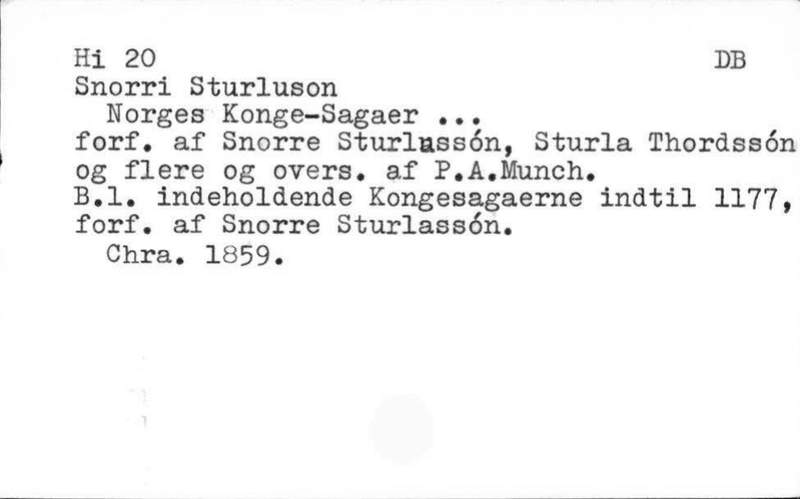 Hi 20 DB
Snorri Sturluson
Norges Konge-Sagaer ...
forf. af Snorre Sturlassón, Sturla Thordssón
og flere og overs. af P.A.Munch.
B.1. indeholdende Kongesagaerne indtil 1177,
forf. af Snorre Sturlassón.
Chra. 1859.